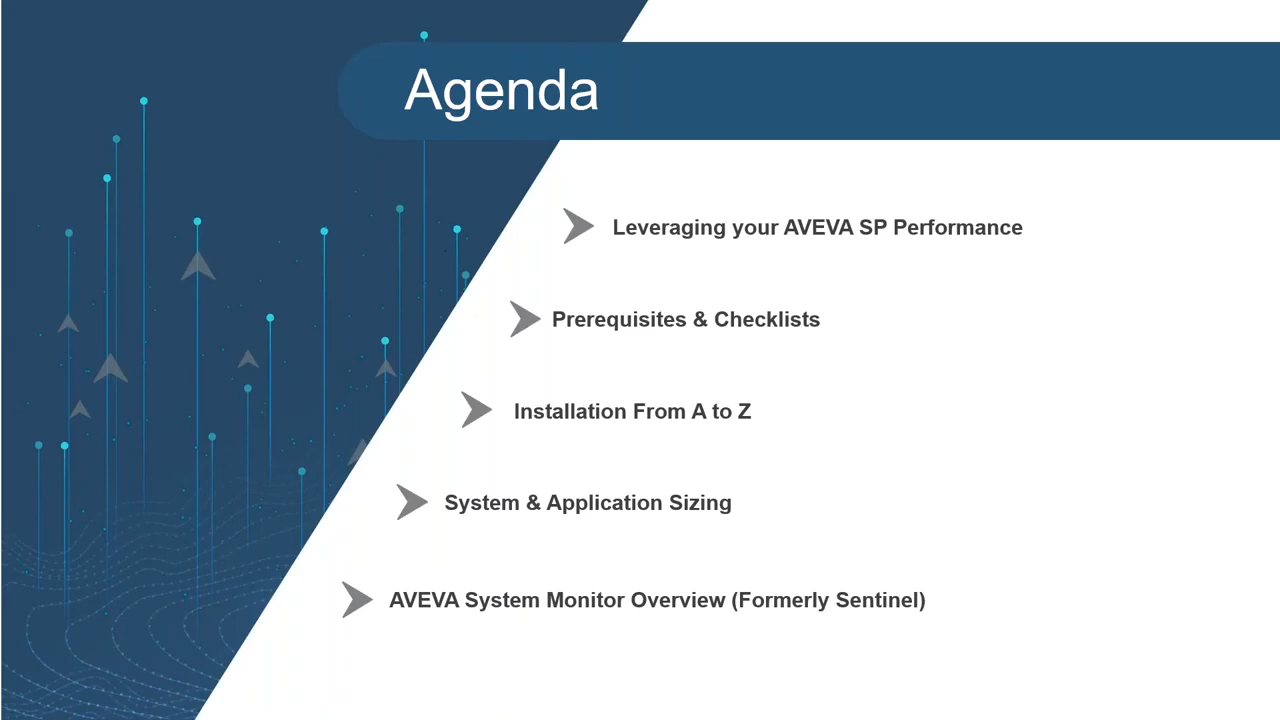 Agenda
Leveraging your AVEVA SP Performance
Prerequisites & Checklists
Installation From A to Z
System & Application Sizing
AVEVA System Monitor Overview (Formerly Sentinel)